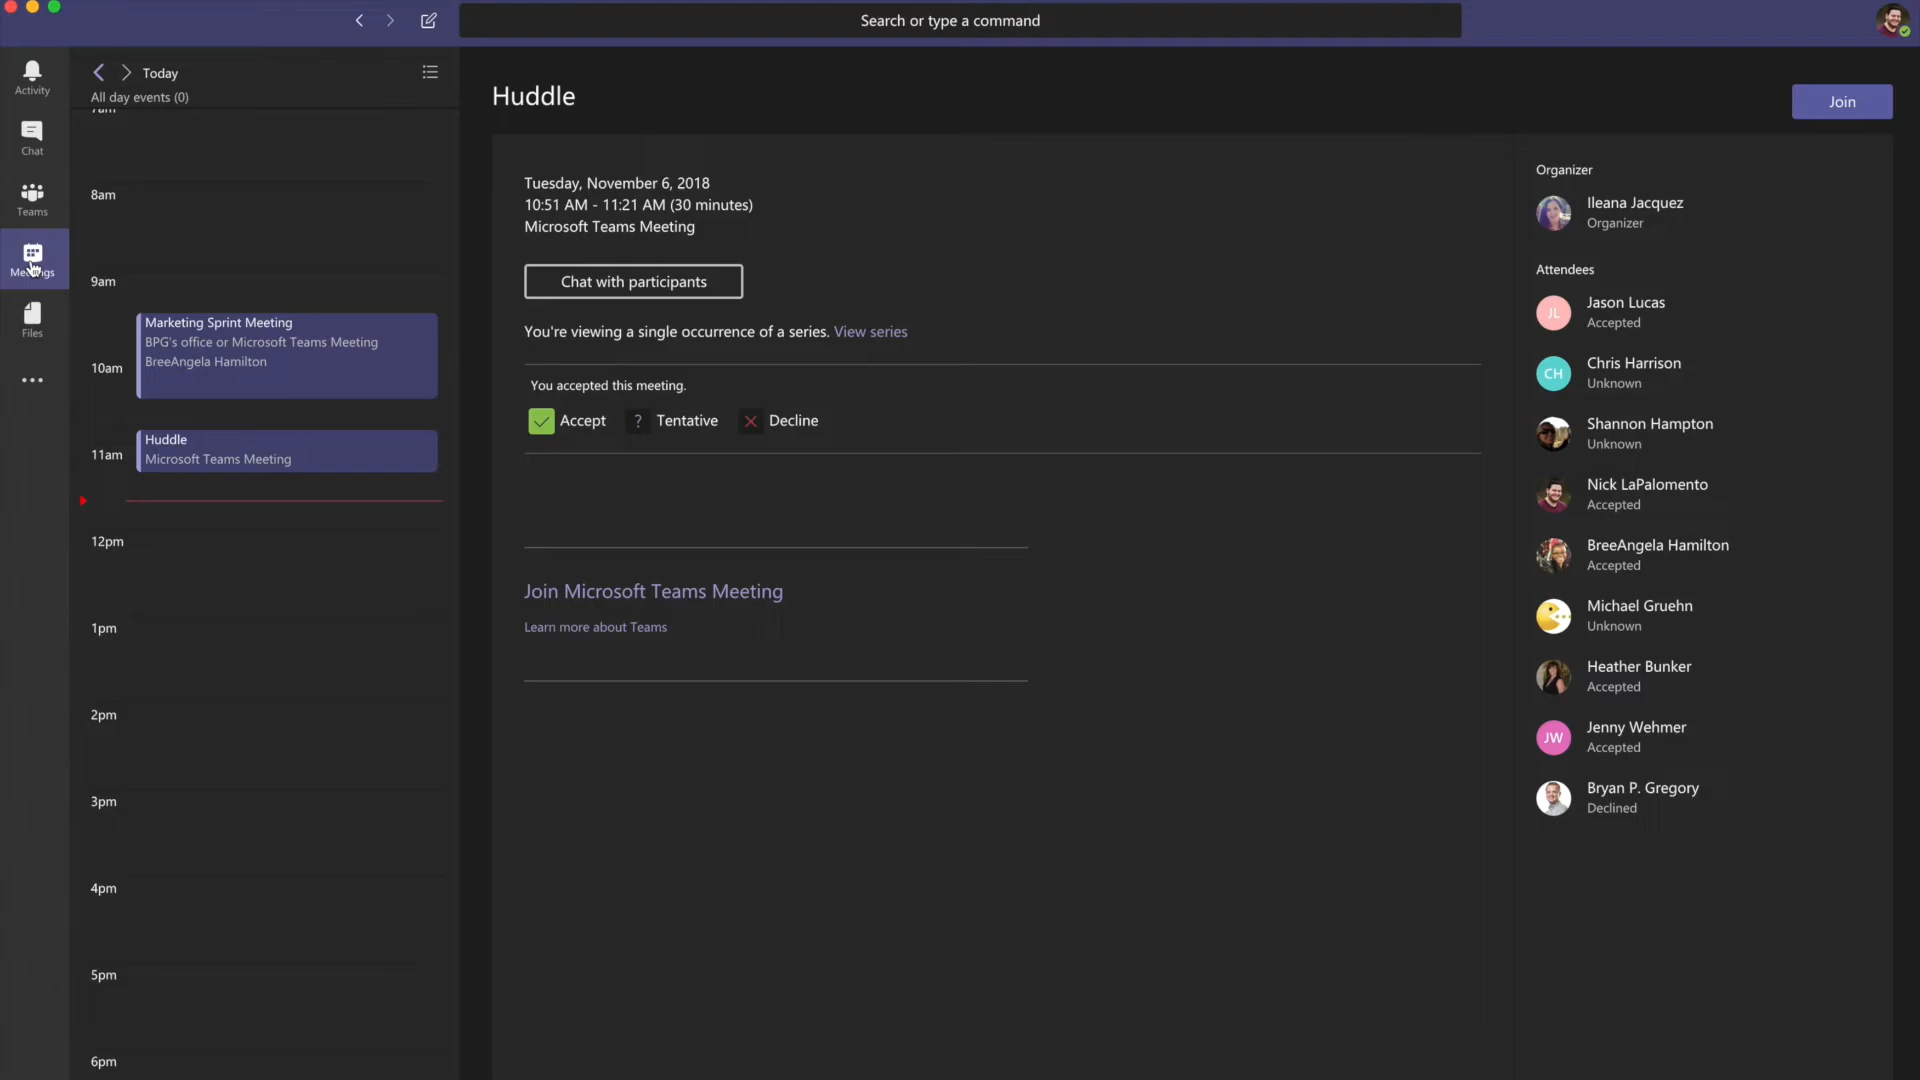 Search or type a command
Activity
Chat
Teams
Meetings
Files
Today
All day events (0)
7am
8am
9am
10am
11am
12pm
1pm
2pm
3pm
4pm
5pm
6pm
Marketing Sprint Meeting
BPG's office or Microsoft Teams Meeting
BreeAngela Hamilton
Huddle
Microsoft Teams Meeting
Huddle
Join
Tuesday, November 6, 2018
10:51 AM - 11:21 AM (30 minutes)
Microsoft Teams Meeting
Chat with participants
You're viewing a single occurrence of a series. View series
You accepted this meeting.
Accept ? Tentative Decline
Join Microsoft Teams Meeting
Learn more about Teams
Organizer
Ileana Jacquez
Organizer
Attendees
JL
Jason Lucas
Accepted
CH
Chris Harrison
Unknown
Shannon Hampton
Unknown
Nick LaPalomento
Accepted
BreeAngela Hamilton
Accepted
Michael Gruehn
Unknown
Heather Bunker
Accepted
JW
Jenny Wehmer
Accepted
Bryan P. Gregory
Declined